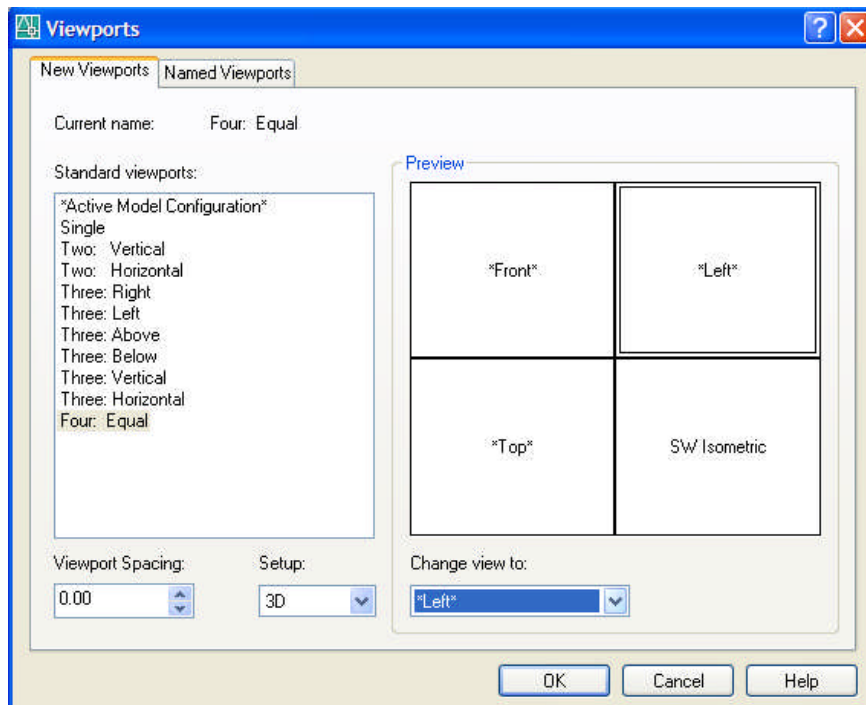 Viewports
New Viewports
Named Viewports
Current name: Four: Equal
Standard viewports:
*Active Model Configuration*
Single
Two: Vertical
Two: Horizontal
Three: Right
Three: Left
Three: Above
Three: Below
Three: Vertical
Three: Horizontal
Four: Equal
Viewport Spacing:
0.00
Setup:
3D
Preview
*Front*
*Left*
*Top*
SW Isometric
Change view to:
*Left*
OK
Cancel
Help